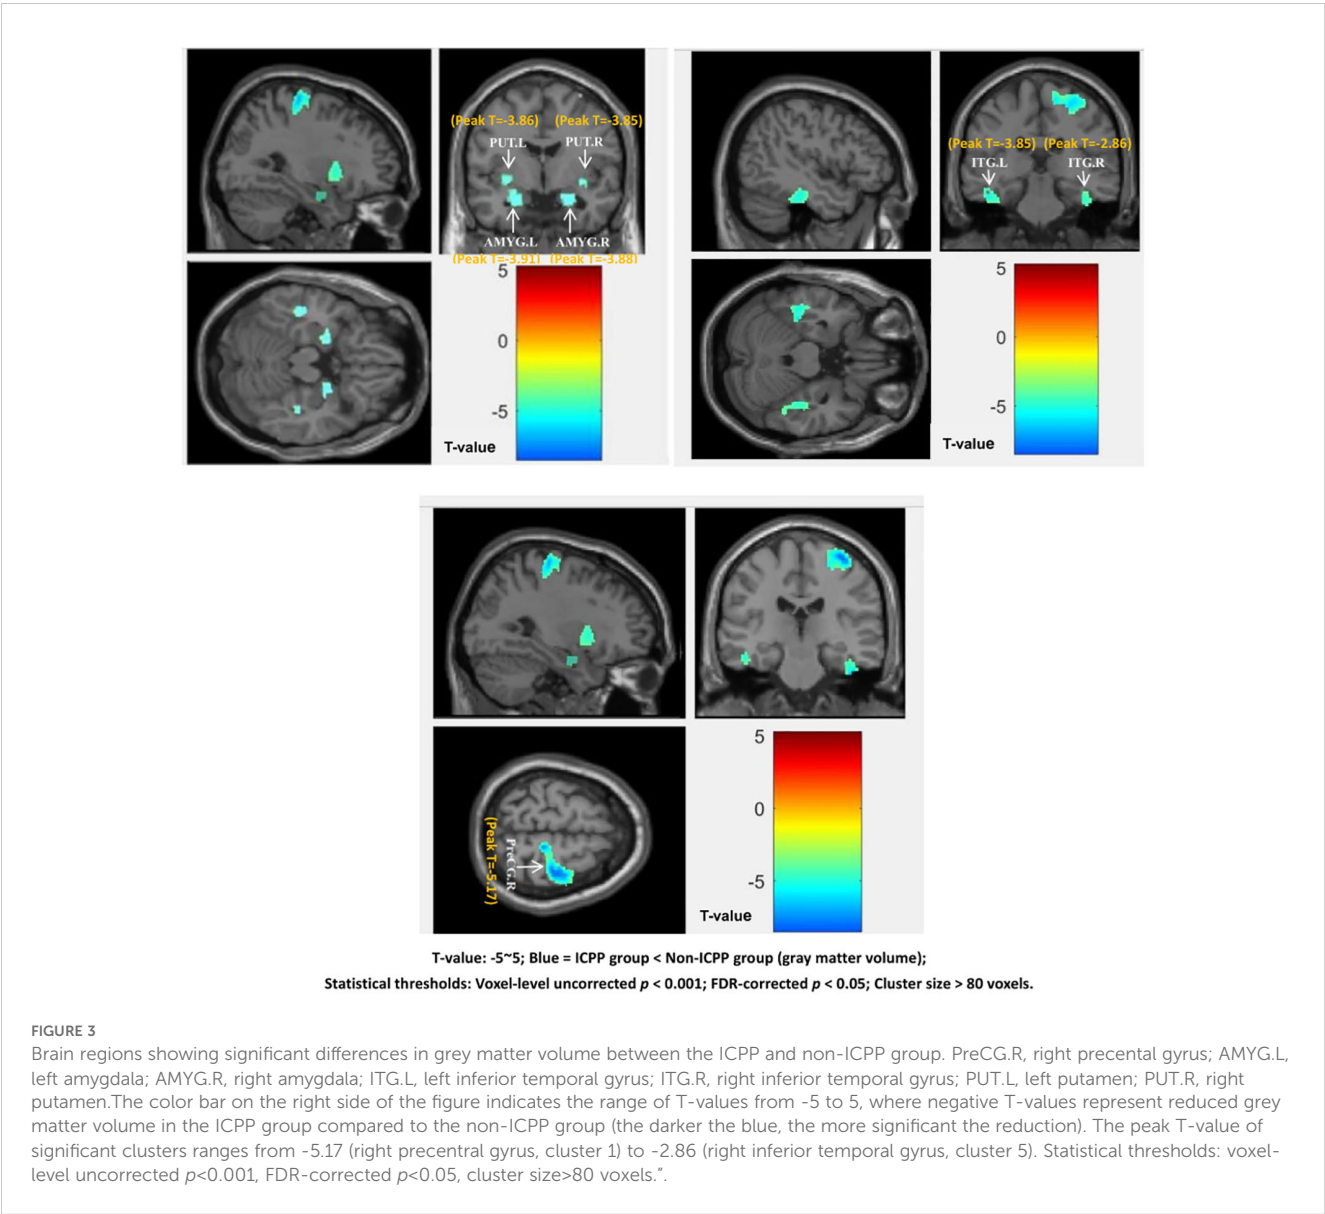 (Peak T=-3.86) (Peak T=-3.85)
PUT.L PUT.R
AMYG.L AMYG.R
(Peak T=-3.91) (Peak T=-3.88)
5
0
-5
T-value
(Peak T=-3.85) (Peak T=-2.86)
ITG.L ITG.R
5
0
-5
T-value
PreCG.R
(Peak T=-5.17)
5
0
-5
T-value
T-value: -5~5; Blue = ICPP group < Non-ICPP group (gray matter volume);
Statistical thresholds: Voxel-level uncorrected p < 0.001; FDR-corrected p < 0.05; Cluster size > 80 voxels.
FIGURE 3
Brain regions showing significant differences in grey matter volume between the ICPP and non-ICPP group. PreCG.R, right precental gyrus; AMYG.L,
left amygdala; AMYG.R, right amygdala; ITG.L, left inferior temporal gyrus; ITG.R, right inferior temporal gyrus; PUT.L, left putamen; PUT.R, right
putamen.The color bar on the right side of the figure indicates the range of T-values from -5 to 5, where negative T-values represent reduced grey
matter volume in the ICPP group compared to the non-ICPP group (the darker the blue, the more significant the reduction). The peak T-value of
significant clusters ranges from -5.17 (right precentral gyrus, cluster 1) to -2.86 (right inferior temporal gyrus, cluster 5). Statistical thresholds: voxel-
level uncorrected p<0.001, FDR-corrected p<0.05, cluster size>80 voxels.”.